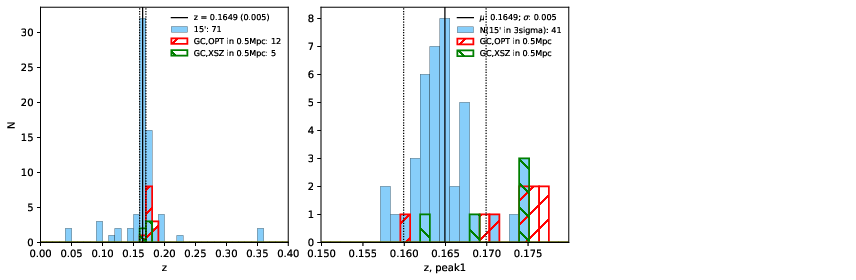 z = 0.1649 (0.005)
15': 71
GC,OPT in 0.5Mpc: 12
GC,XSZ in 0.5Mpc: 5
N
30
25
20
15
10
5
0
0.00 0.05 0.10 0.15 0.20 0.25 0.30 0.35 0.40
z
μ: 0.1649; σ: 0.005
N(15' in 3sigma): 41
GC,OPT in 0.5Mpc
GC,XSZ in 0.5Mpc
8
7
6
5
4
3
2
1
0
0.150 0.155 0.160 0.165 0.170 0.175
z, peak1